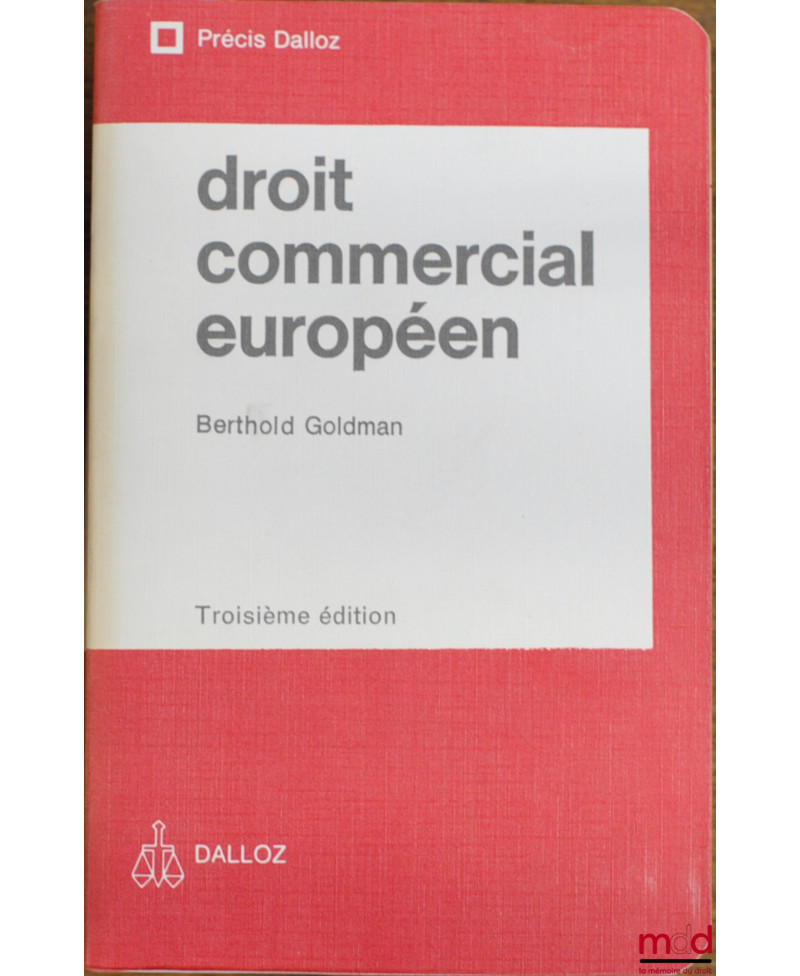 Précis Dalloz
droit
commercial
européen
Berthold Goldman
Troisième édition
DALLOZ
mdd
la mémoire du droit